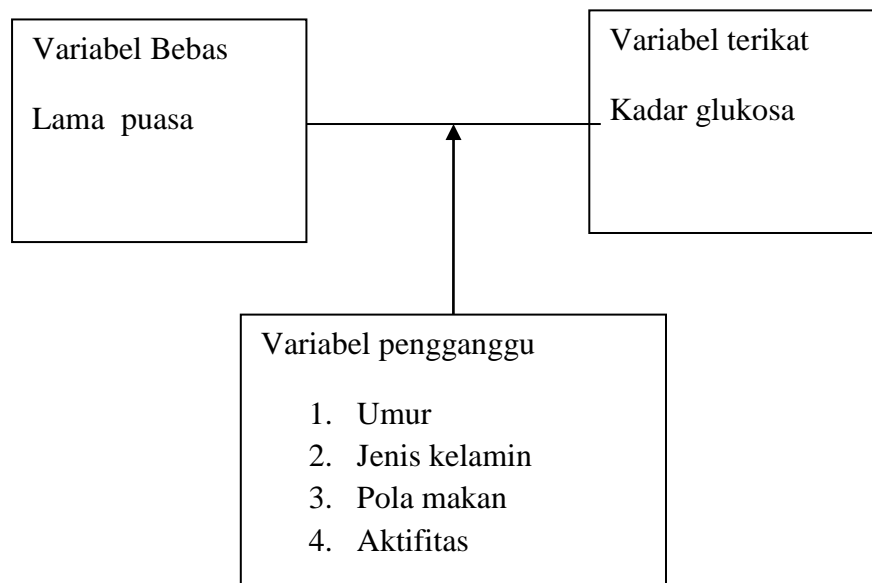 Variabel Bebas
Lama puasa
Variabel terikat
Kadar glukosa
Variabel pengganggu
1. Umur
2. Jenis kelamin
3. Pola makan
4. Aktifitas